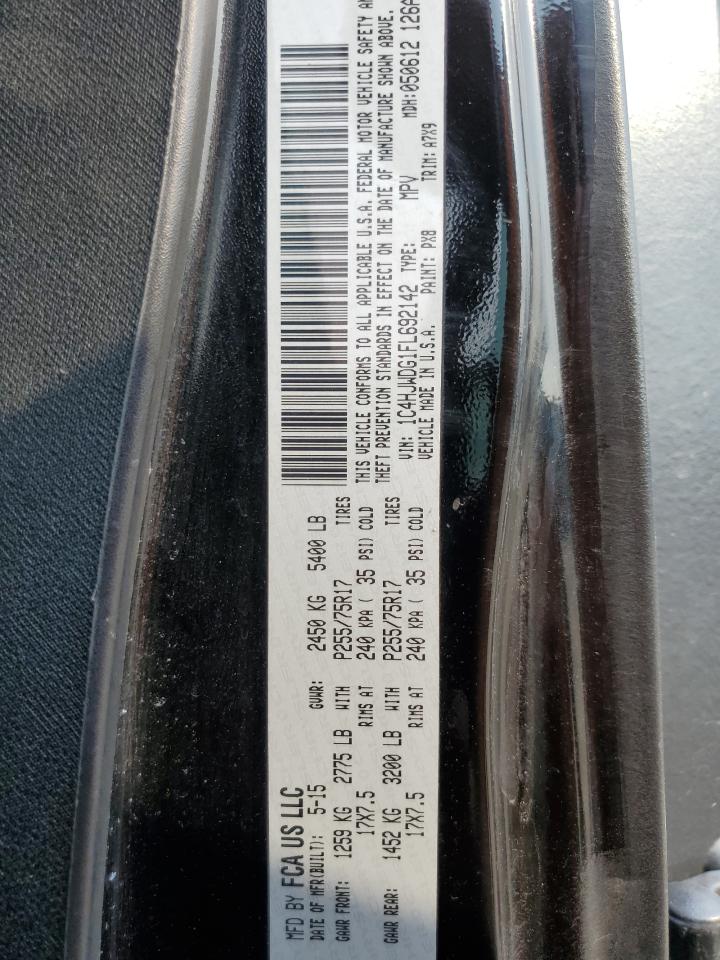 MFD BY FCA US LLC
DATE OF MFR(BUILT): 5-15 GVWR: 2450 KG 5400 LB
GAWR FRONT: 1259 KG 2775 LB WITH P255/75R17 TIRES
17X7.5 RIMS AT 240 KPA ( 35 PSI) COLD
GAWR REAR: 1452 KG 3200 LB WITH P255/75R17 TIRES
17X7.5 RIMS AT 240 KPA ( 35 PSI) COLD
THIS VEHICLE CONFORMS TO ALL APPLICABLE U.S.A. FEDERAL MOTOR VEHICLE SAFETY
THEFT PREVENTION STANDARDS IN EFFECT ON THE DATE OF MANUFACTURE SHOWN ABOVE.
VIN: 1C4HJWDG1FL692142 TYPE: MPV MDH:050612 126A
VEHICLE MADE IN U.S.A. PAINT: PX8 TRIM: A7X9